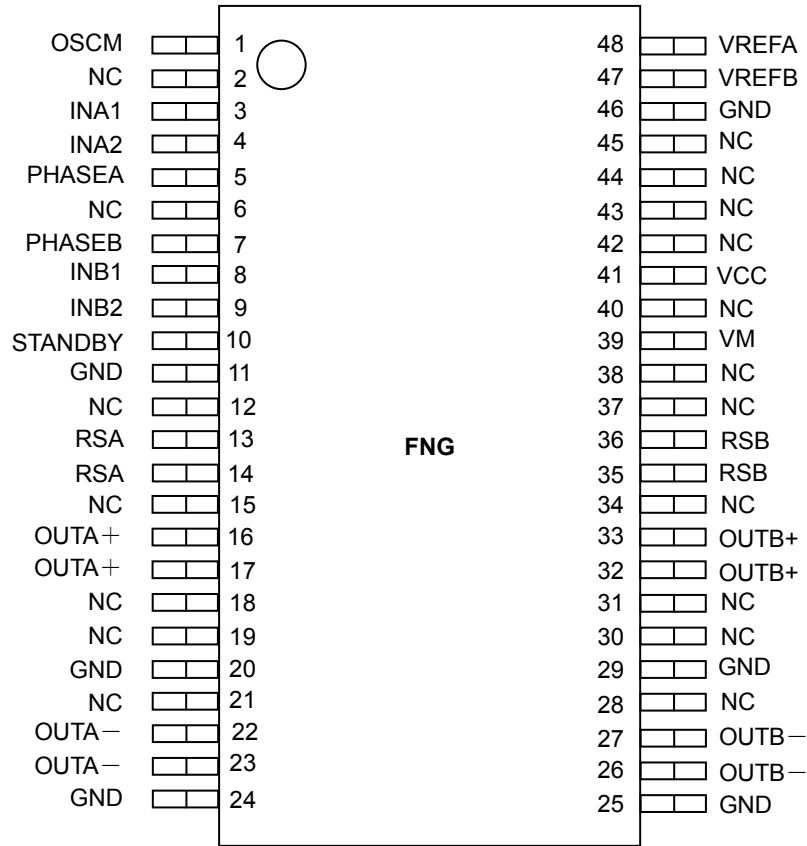 OSCM 1 48 VREFA
NC 2 47 VREFB
INA1 3 46 GND
INA2 4 45 NC
PHASEA 5 44 NC
NC 6 43 NC
PHASEB 7 42 NC
INB1 8 41 VCC
INB2 9 40 NC
STANDBY 10 39 VM
GND 11 38 NC
NC 12 37 NC
RSA 13 FNG 36 RSB
RSA 14 35 RSB
NC 15 34 NC
OUTA+ 16 33 OUTB+
OUTA+ 17 32 OUTB+
NC 18 31 NC
NC 19 30 NC
GND 20 29 GND
NC 21 28 NC
OUTA− 22 27 OUTB−
OUTA− 23 26 OUTB−
GND 24 25 GND